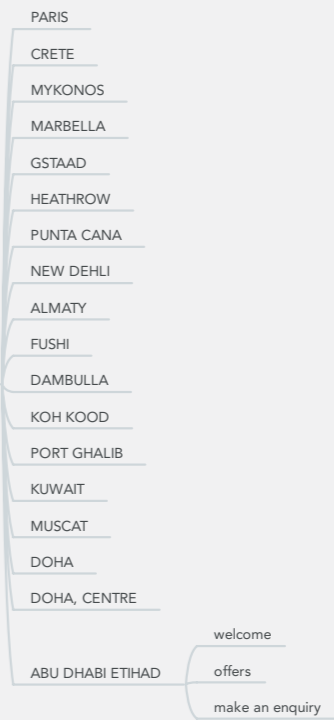 PARIS
CRETE
MYKONOS
MARBELLA
GSTAAD
HEATHROW
PUNTA CANA
NEW DEHLI
ALMATY
FUSHI
DAMBULLA
KOH KOOD
PORT GHALIB
KUWAIT
MUSCAT
DOHA
DOHA, CENTRE
ABU DHABI ETIHAD
welcome
offers
make an enquiry